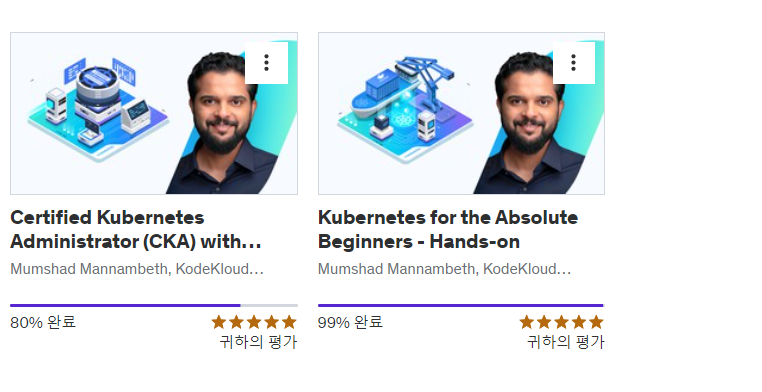 Certified Kubernetes
Administrator (CKA) with...
Mumshad Mannambeth, KodeKloud...
80% 완료
귀하의 평가
Kubernetes for the Absolute
Beginners - Hands-on
Mumshad Mannambeth, KodeKloud...
99% 완료
귀하의 평가